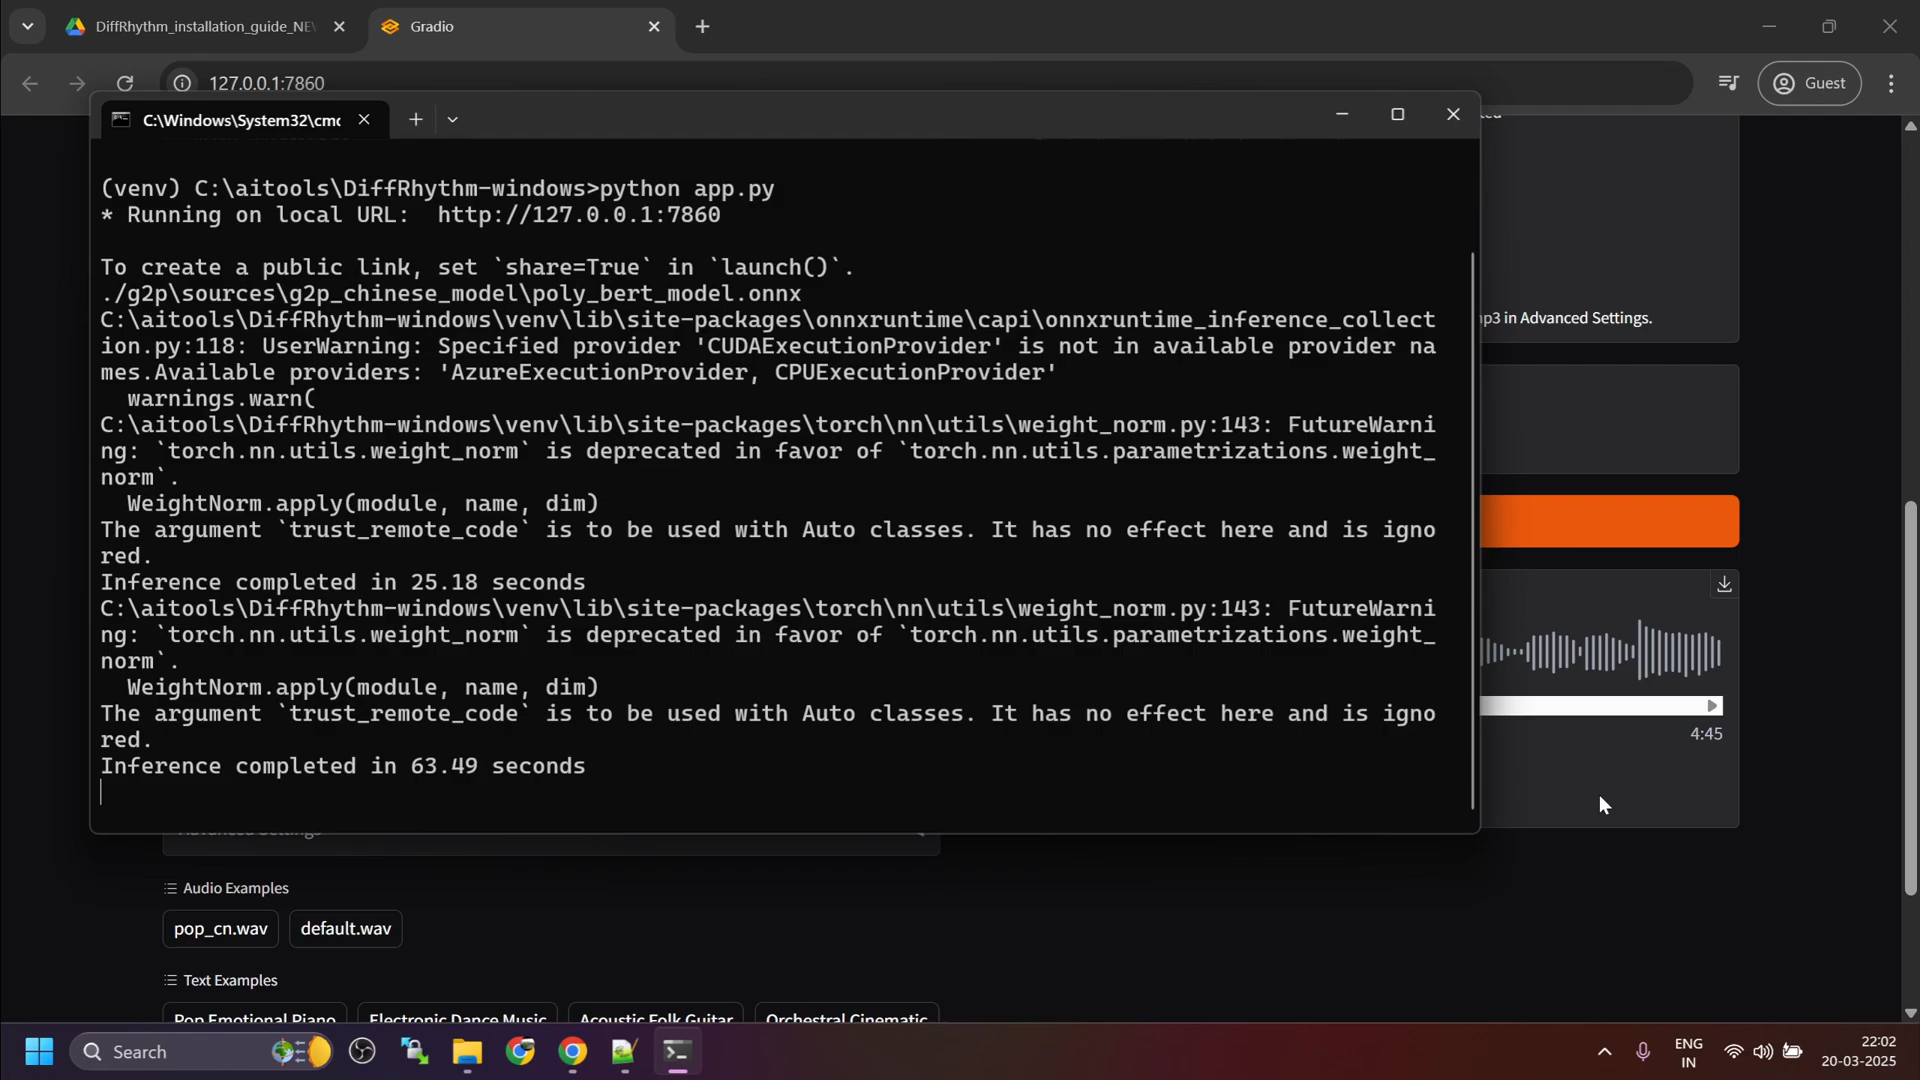 DiffRhythm_installation_guide_NE
Gradio
127.0.0.1:7860
Guest
C:\Windows\System32\cmd
(venv) C:\aitools\DiffRhythm-windows>python app.py
* Running on local URL:  http://127.0.0.1:7860
To create a public link, set `share=True` in `launch()`.
./g2p\sources\g2p_chinese_model\poly_bert_model.onnx
C:\aitools\DiffRhythm-windows\venv\lib\site-packages\onnxruntime\capi\onnxruntime_inference_collect
ion.py:118: UserWarning: Specified provider 'CUDAExecutionProvider' is not in available provider na
mes.Available providers: 'AzureExecutionProvider, CPUExecutionProvider'
warnings.warn(
C:\aitools\DiffRhythm-windows\venv\lib\site-packages\torch\nn\utils\weight_norm.py:143: FutureWarni
ng: `torch.nn.utils.weight_norm` is deprecated in favor of `torch.nn.utils.parametrizations.weight_
norm`.
WeightNorm.apply(module, name, dim)
The argument `trust_remote_code` is to be used with Auto classes. It has no effect here and is igno
red.
Inference completed in 25.18 seconds
C:\aitools\DiffRhythm-windows\venv\lib\site-packages\torch\nn\utils\weight_norm.py:143: FutureWarni
ng: `torch.nn.utils.weight_norm` is deprecated in favor of `torch.nn.utils.parametrizations.weight_
norm`.
WeightNorm.apply(module, name, dim)
The argument `trust_remote_code` is to be used with Auto classes. It has no effect here and is igno
red.
Inference completed in 63.49 seconds
mp3 in Advanced Settings.
4:45
Advanced Settings
Audio Examples
pop_cn.wav
default.wav
Text Examples
Pop Emotional Piano
Electronic Dance Music
Acoustic Folk Guitar
Orchestral Cinematic
Search
ENG
IN
22:02
20-03-2025